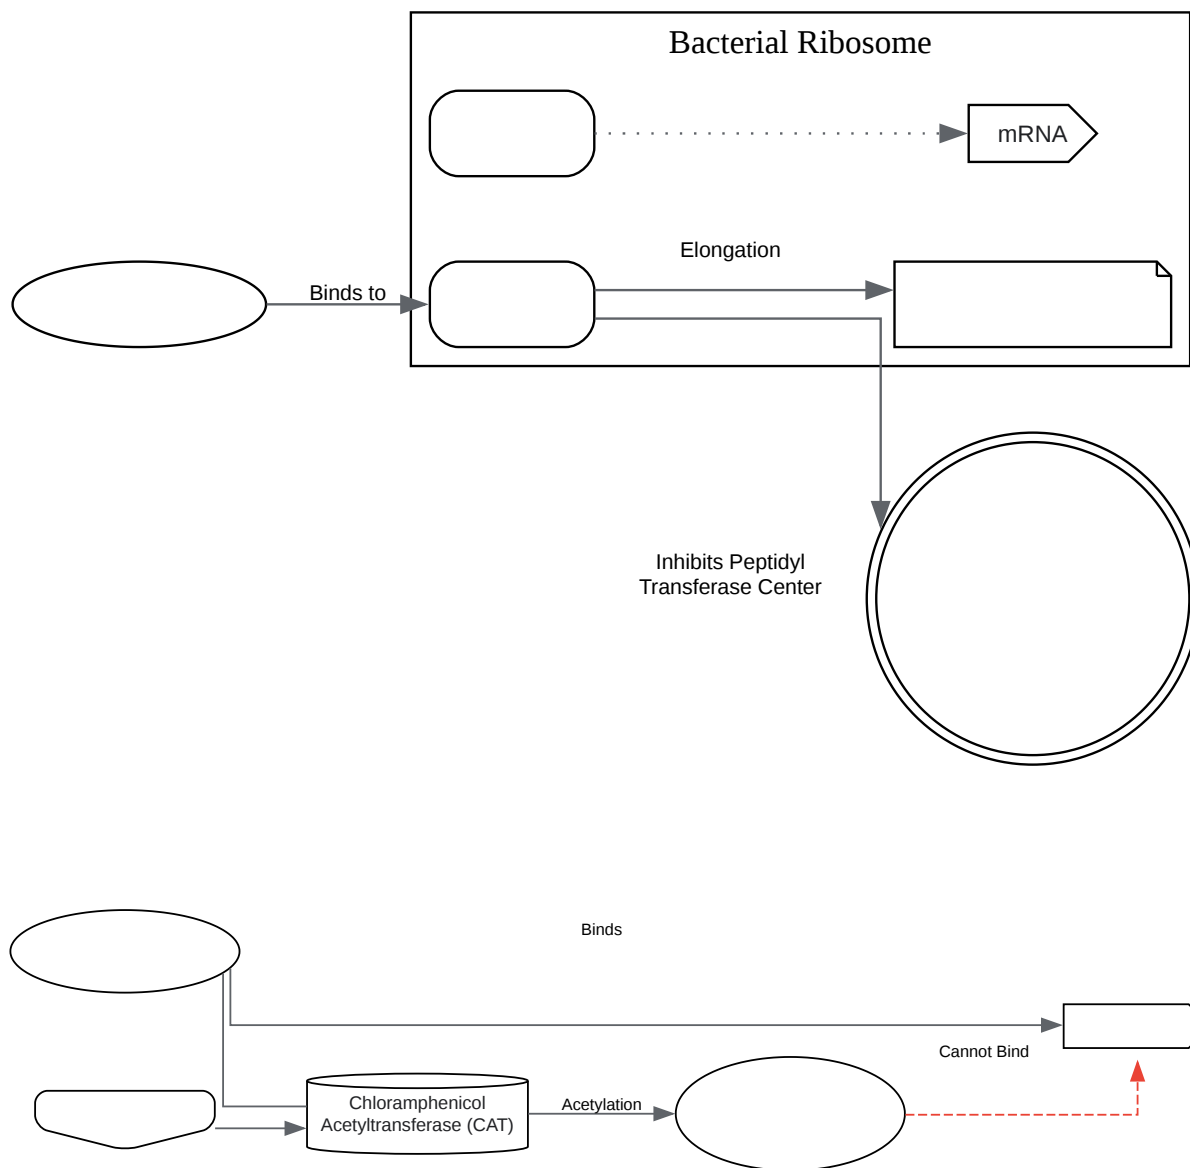 Bacterial Ribosome
mRNA
Elongation
Binds to
Inhibits Peptidyl
Transferase Center
Binds
Cannot Bind
Chloramphenicol
Acetyltransferase (CAT)
Acetylation